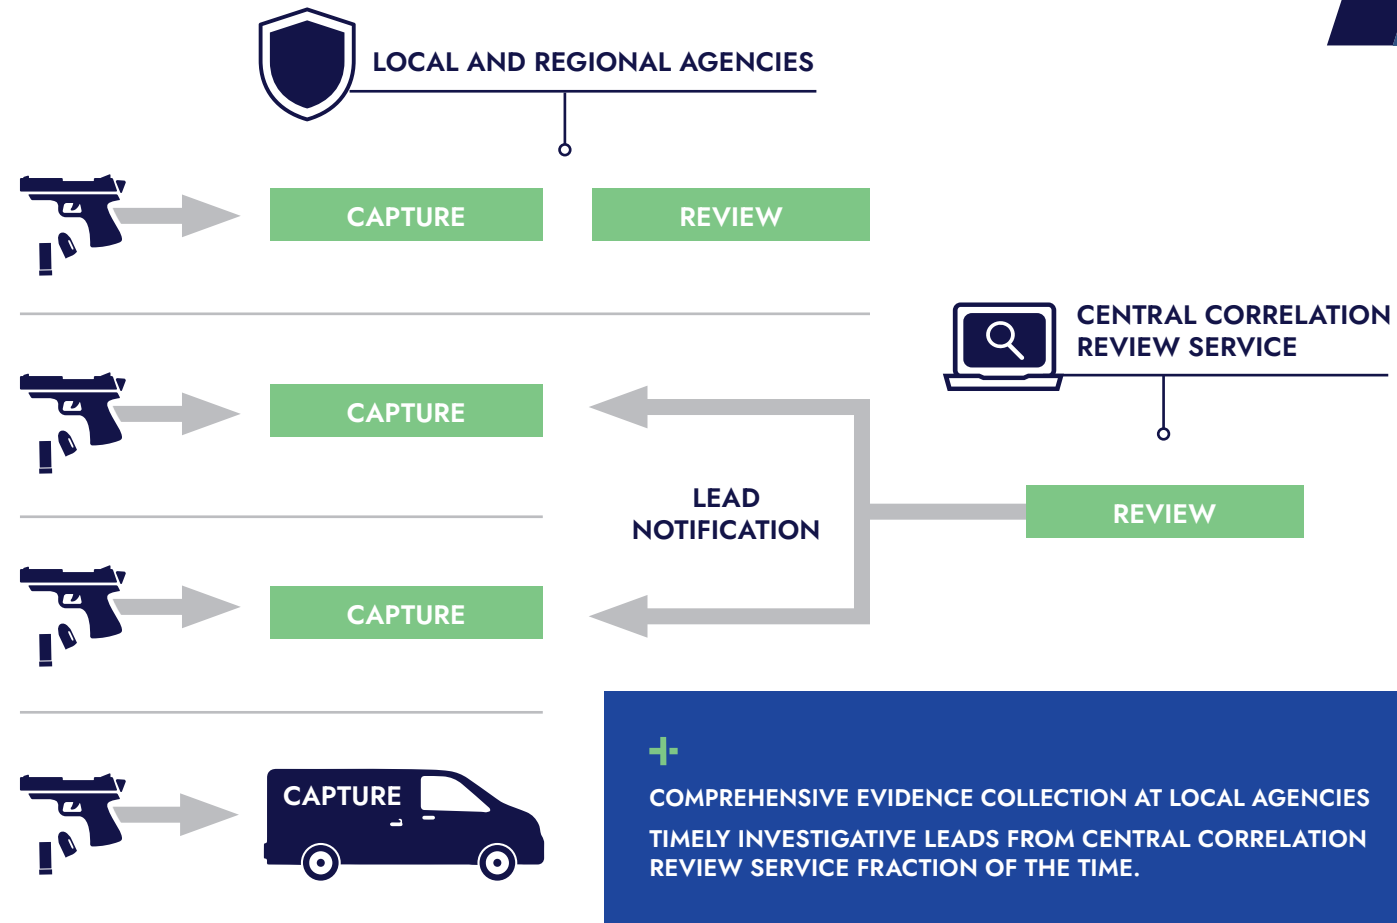 LOCAL AND REGIONAL AGENCIES
CAPTURE
REVIEW
CENTRAL CORRELATION
REVIEW SERVICE
CAPTURE
LEAD
NOTIFICATION
REVIEW
CAPTURE
CAPTURE
COMPREHENSIVE EVIDENCE COLLECTION AT LOCAL AGENCIES
TIMELY INVESTIGATIVE LEADS FROM CENTRAL CORRELATION
REVIEW SERVICE FRACTION OF THE TIME.